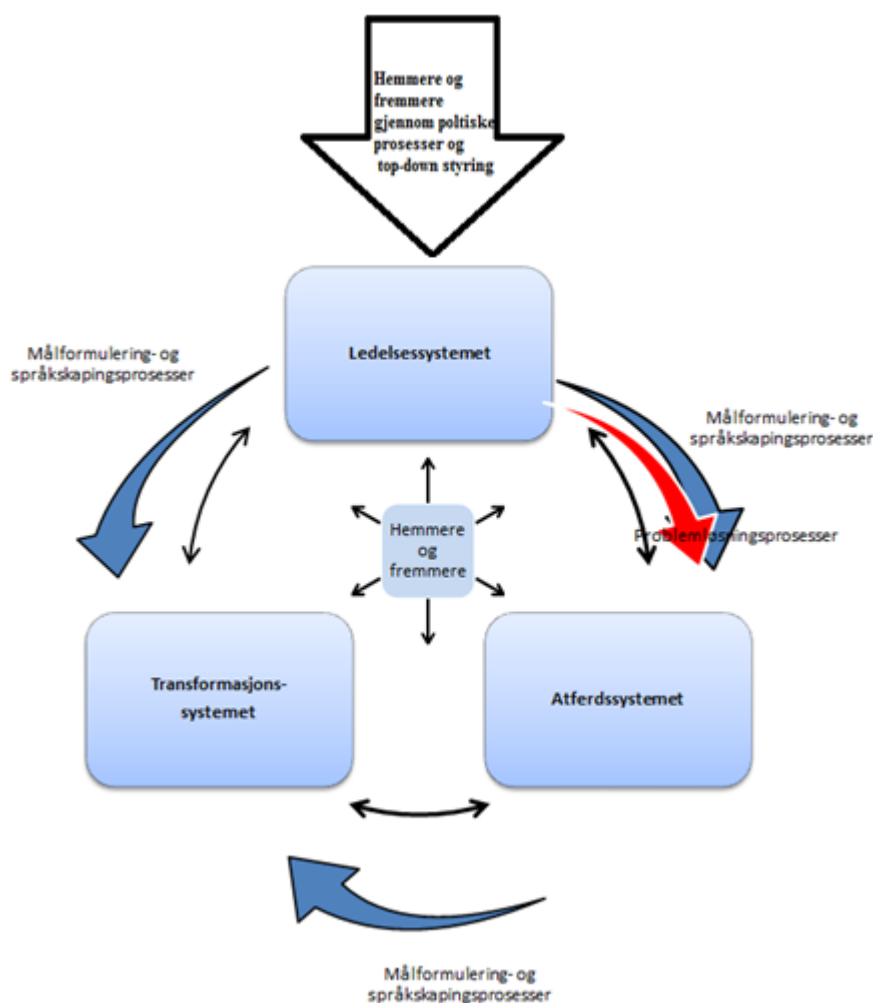 Hemmere og
fremmere
gjennom poltiske
prosesser og
top-down styring
Ledelsessystemet
Målformulering- og
språkskapingsprosesser
Målformulering- og
språkskapingsprosesser
Problemløsningsprosesser
Hemmere
og
fremmere
Transformasjons-
systemet
Atferdssystemet
Målformulering- og
språkskapingsprosesser